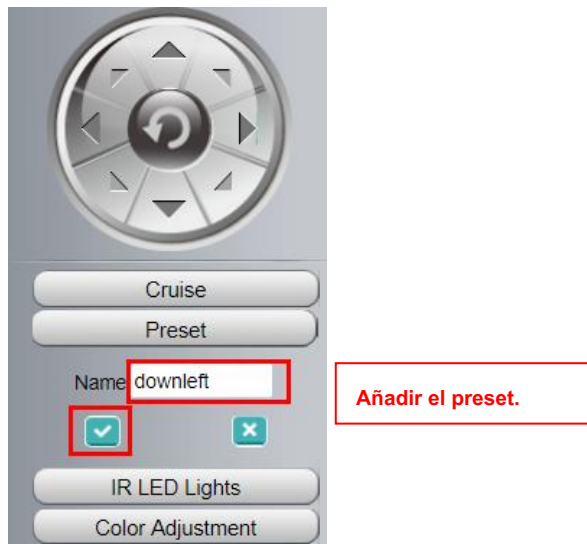 Cruise
Preset
Name downleft
Añadir el preset.
IR LED Lights
Color Adjustment